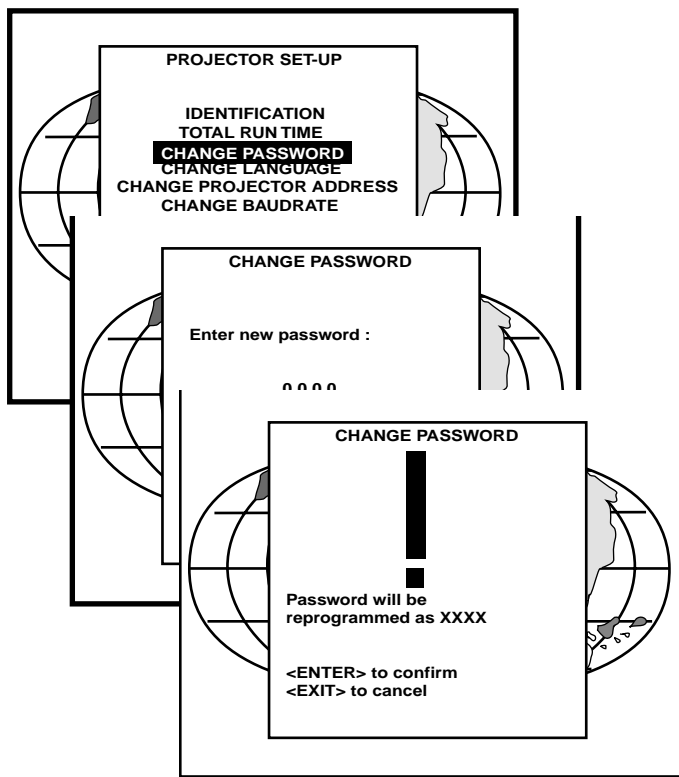 PROJECTOR SET-UP
IDENTIFICATION
TOTAL RUN TIME
CHANGE PASSWORD
CHANGE LANGUAGE
CHANGE PROJECTOR ADDRESS
CHANGE BAUDRATE
CHANGE PASSWORD
Enter new password :
0 0 0 0
CHANGE PASSWORD
!
Password will be
reprogrammed as XXXX
<ENTER> to confirm
<EXIT> to cancel